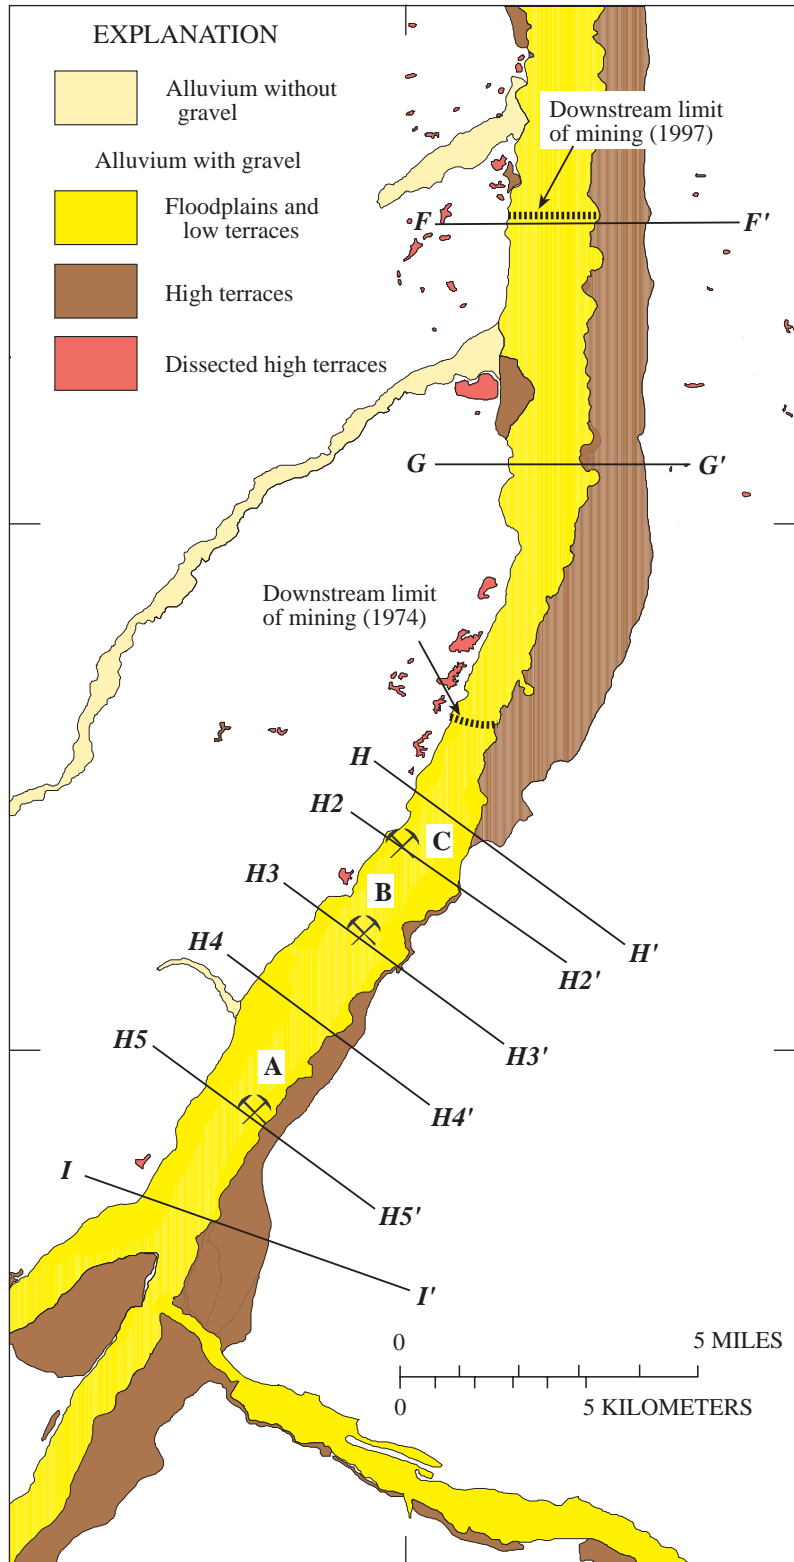 EXPLANATION
Alluvium without
gravel
Alluvium with gravel
Floodplains and
low terraces
High terraces
Dissected high terraces
Downstream limit
of mining (1997)
F
F'
G
G'
Downstream limit
of mining (1974)
H
H2
C
H3
B
H'
H4
H2'
H5
H3'
A
H4'
I
H5'
I'
0
5 MILES
0
5 KILOMETERS